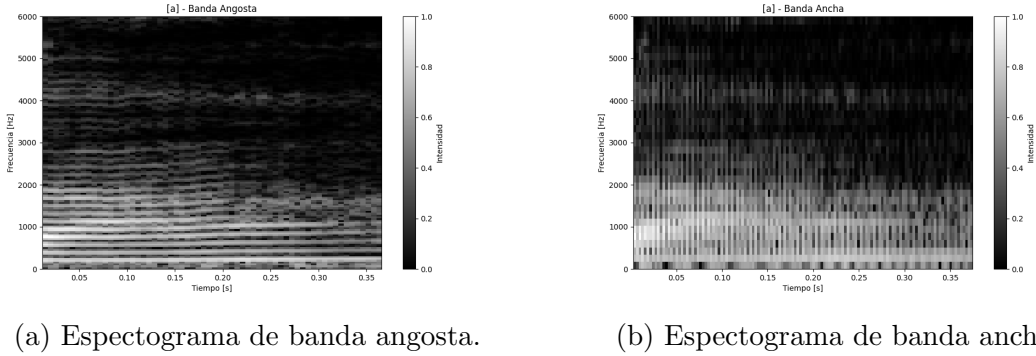 [a] - Banda Angosta
6000
5000
4000
3000
2000
1000
0
Frecuencia [Hz]
0.05 0.10 0.15 0.20 0.25 0.30 0.35
Tiempo [s]
1.0
0.8
0.6
0.4
0.2
0.0
Intensidad
[a] - Banda Ancha
6000
5000
4000
3000
2000
1000
0
Frecuencia [Hz]
0.05 0.10 0.15 0.20 0.25 0.30 0.35
Tiempo [s]
1.0
0.8
0.6
0.4
0.2
0.0
Intensidad
(a) Espectograma de banda angosta.
(b) Espectograma de banda anch